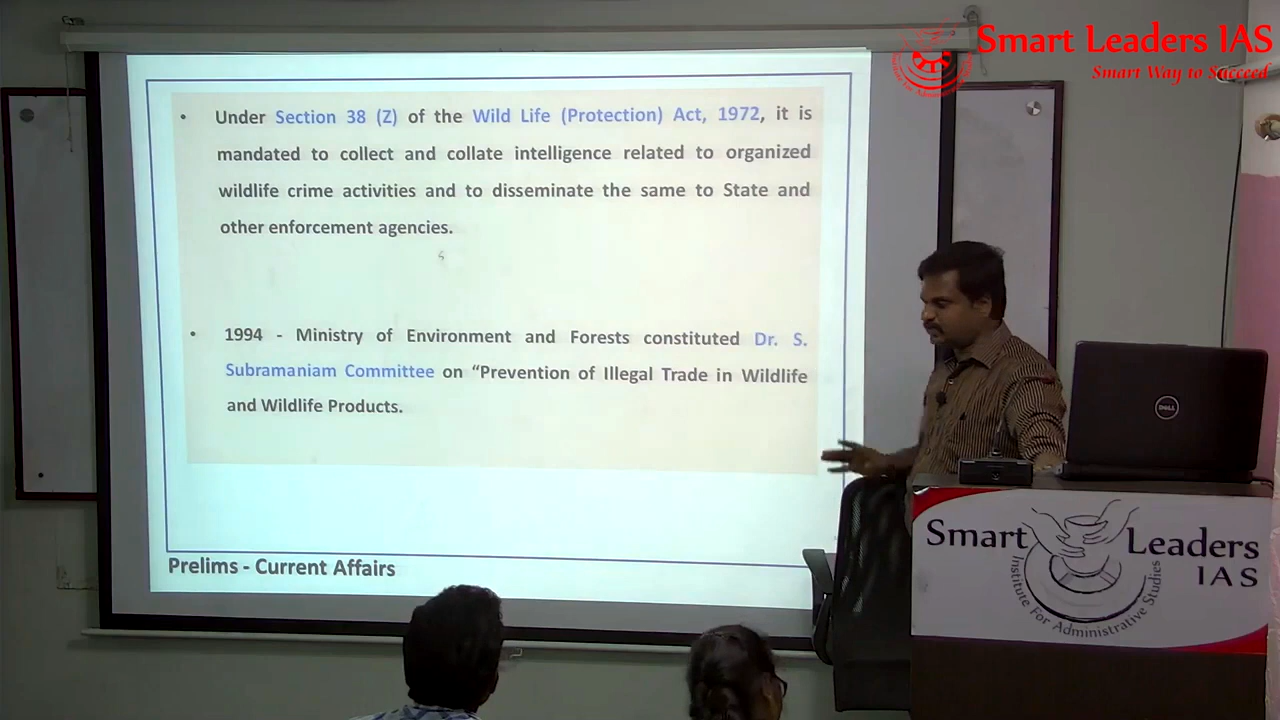 Smart Leaders IAS
Smart Way to Succeed
• Under Section 38 (Z) of the Wild Life (Protection) Act, 1972, it is
mandated to collect and collate intelligence related to organized
wildlife crime activities and to disseminate the same to State and
other enforcement agencies.
• 1994 - Ministry of Environment and Forests constituted Dr. S.
Subramaniam Committee on “Prevention of Illegal Trade in Wildlife
and Wildlife Products.
Prelims - Current Affairs
DELL
Smart Leaders
IAS
Institute For Administrative Studies